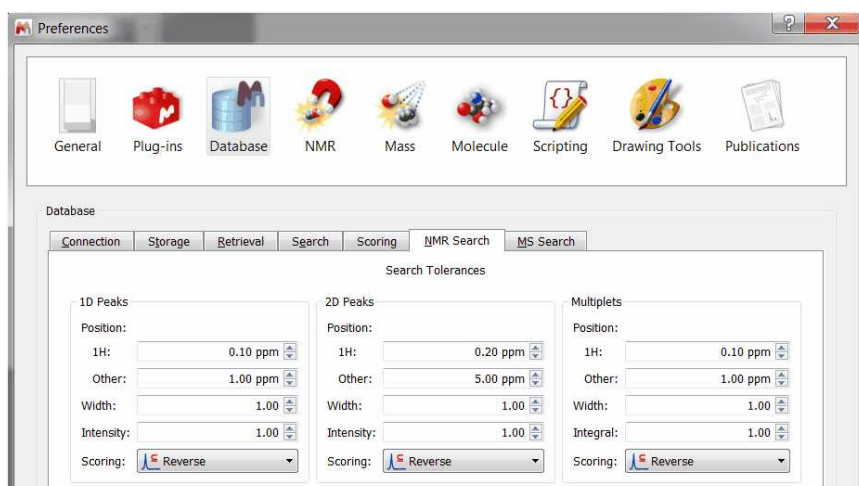 Preferences
General Plug-ins Database NMR Mass Molecule Scripting Drawing Tools Publications
Database
Connection Storage Retrieval Search Scoring NMR Search MS Search
Search Tolerances
1D Peaks 2D Peaks Multiplets
Position: Position: Position:
1H: 0.10 ppm 1H: 0.20 ppm 1H: 0.10 ppm
Other: 1.00 ppm Other: 5.00 ppm Other: 1.00 ppm
Width: 1.00 Width: 1.00 Width: 1.00
Intensity: 1.00 Intensity: 1.00 Integral: 1.00
Scoring: Reverse Scoring: Reverse Scoring: Reverse